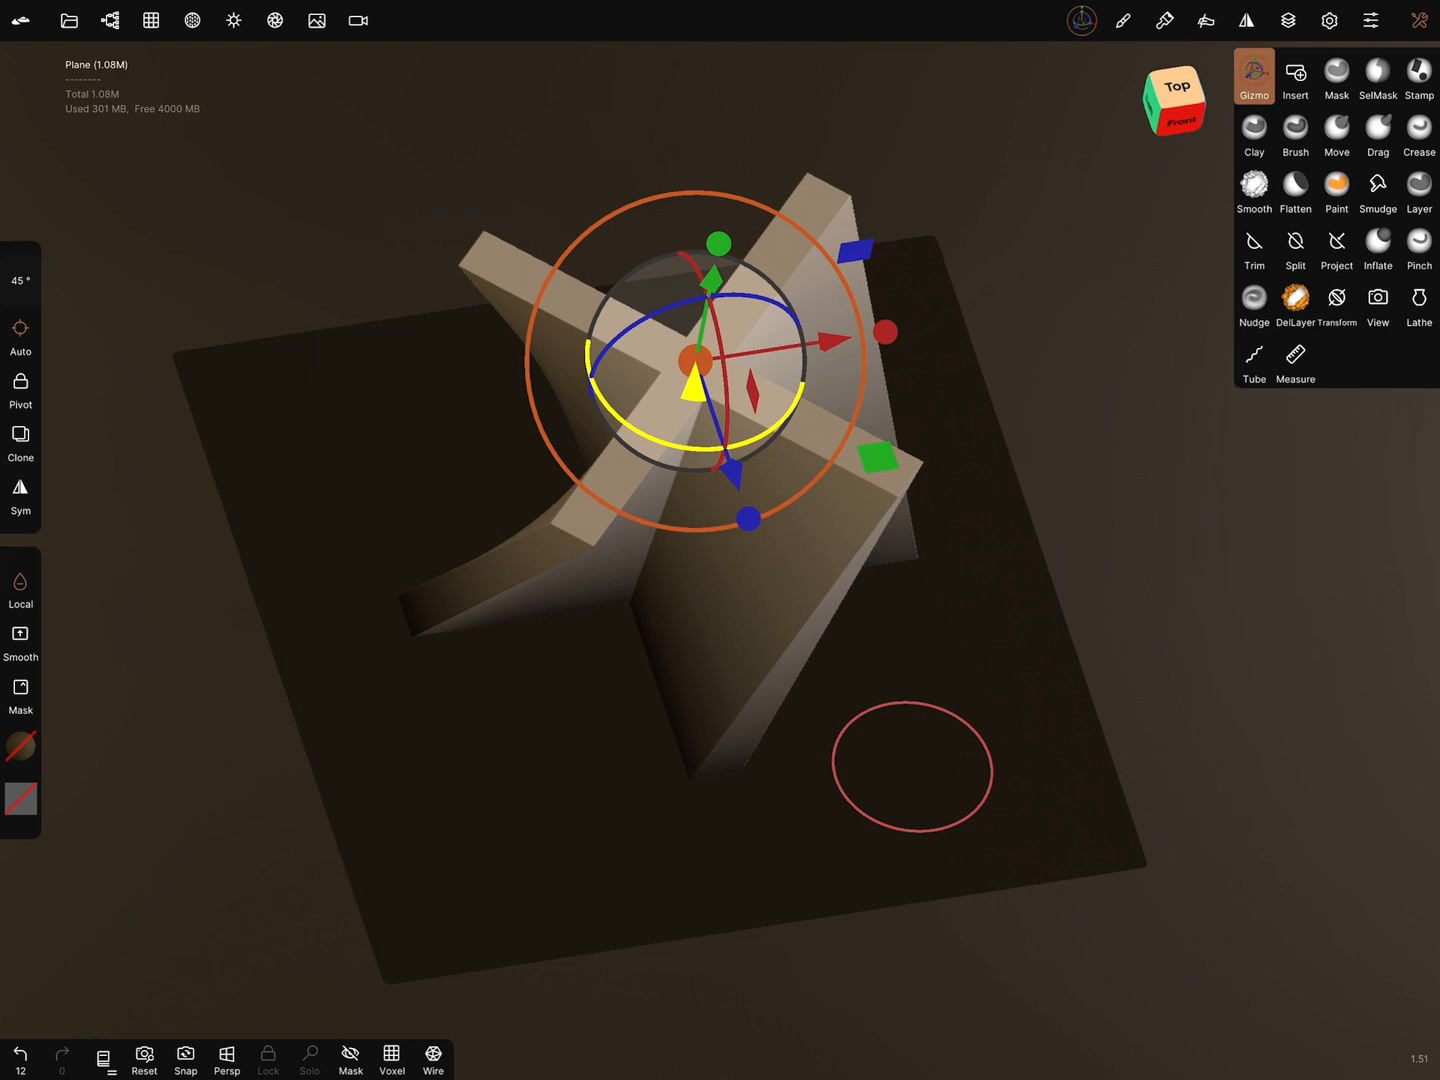 Plane (1.08M)
--------
Total 1.08M
Used 301 MB, Free 4000 MB
Top
Front
Gizmo
Insert
Mask
SelMask
Stamp
Clay
Brush
Move
Drag
Crease
Smooth
Flatten
Paint
Smudge
Layer
Trim
Split
Project
Inflate
Pinch
Nudge
DelLayer
Transform
View
Lathe
Tube
Measure
45 °
Auto
Pivot
Clone
Sym
Local
Smooth
Mask
12
0
Reset
Snap
Persp
Lock
Solo
Mask
Voxel
Wire
1.51